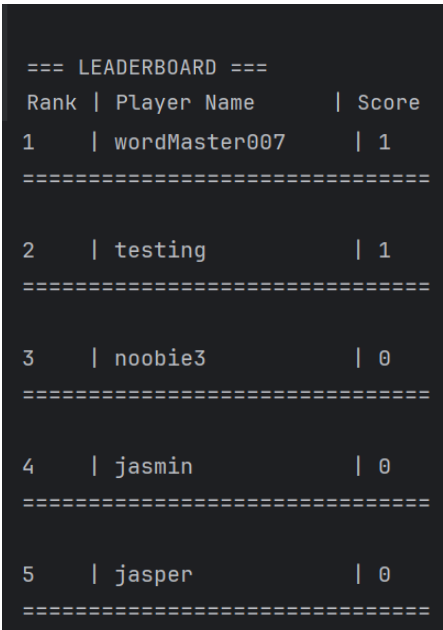 === LEADERBOARD ===
Rank | Player Name      | Score
1    | wordMaster007     | 1
===============================
2    | testing           | 1
===============================
3    | noobie3           | 0
===============================
4    | jasmin            | 0
===============================
5    | jasper            | 0
===============================